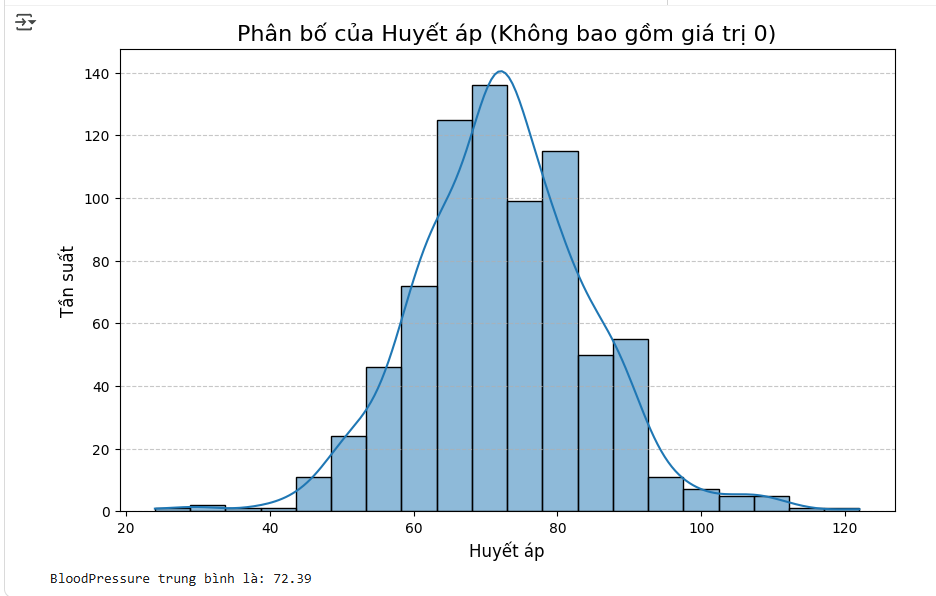 Phân bố của Huyết áp (Không bao gồm giá trị 0)
140
120
100
80
60
40
20
0
Tần suất
20 40 60 80 100 120
Huyết áp
BloodPressure trung bình là: 72.39